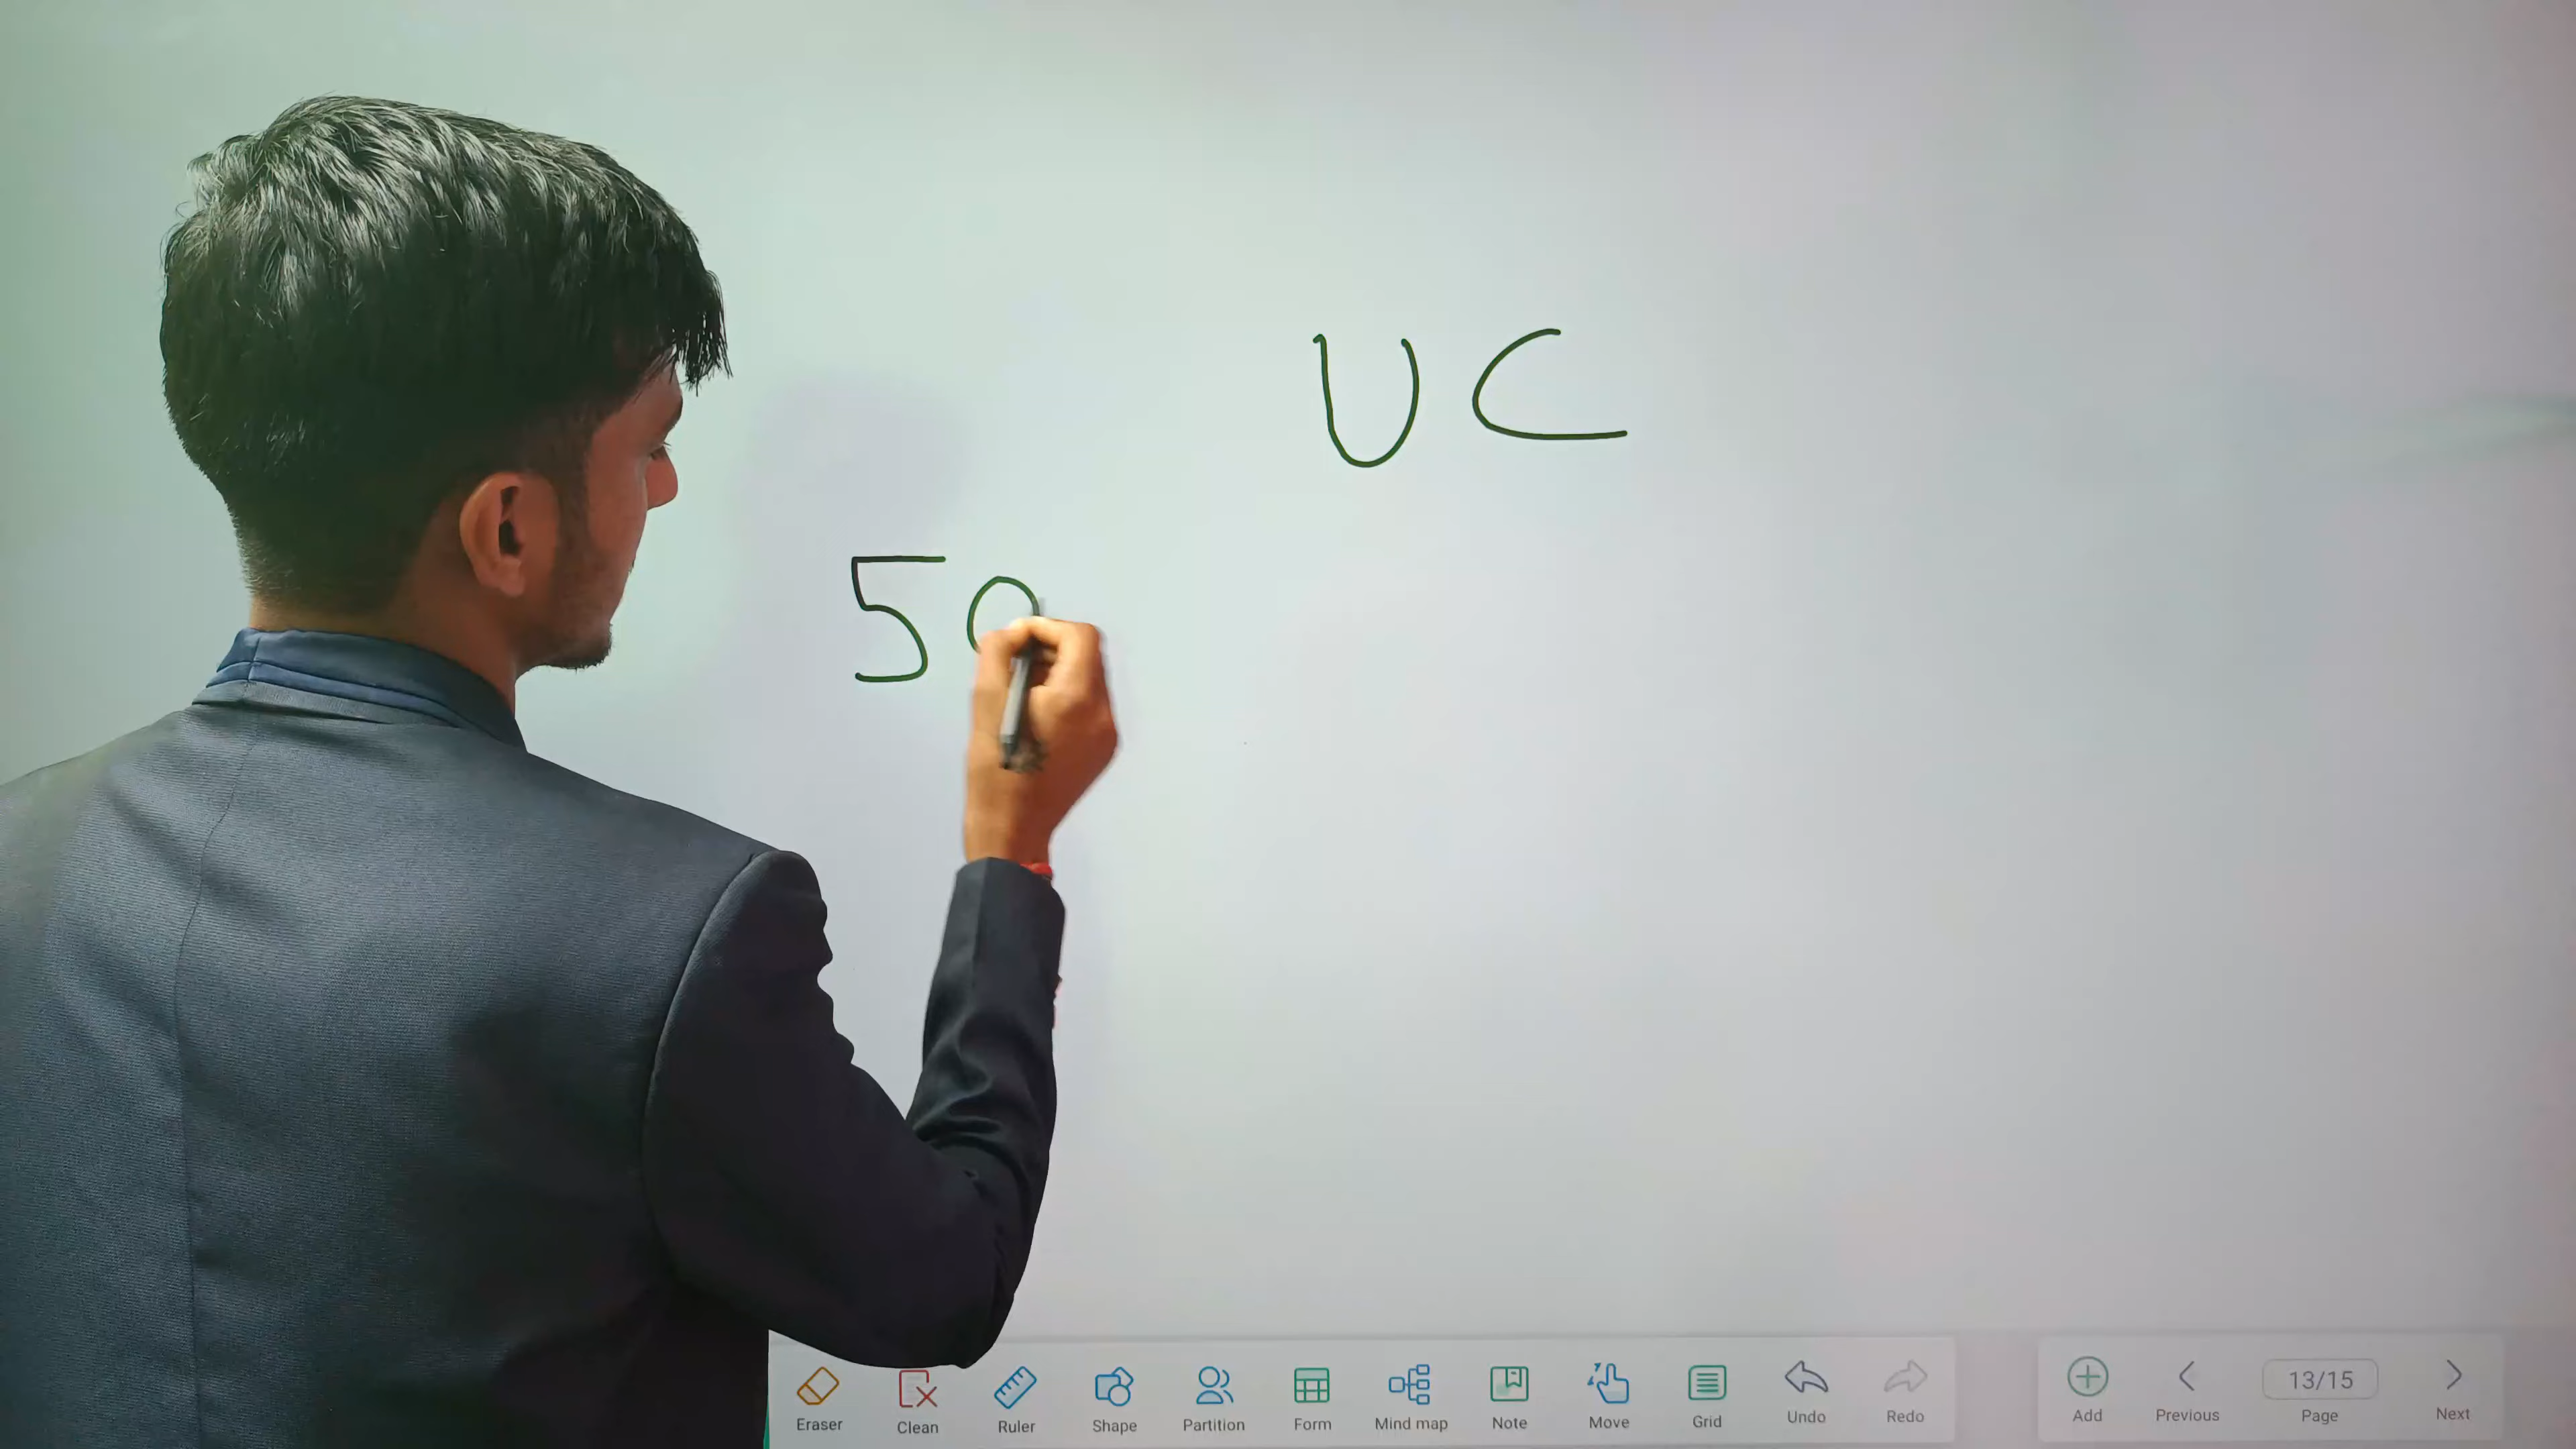 UC
50
Eraser Clean Ruler Shape Partition Form Mind map Note Move Grid Undo Redo Add Previous 13/15 Page Next